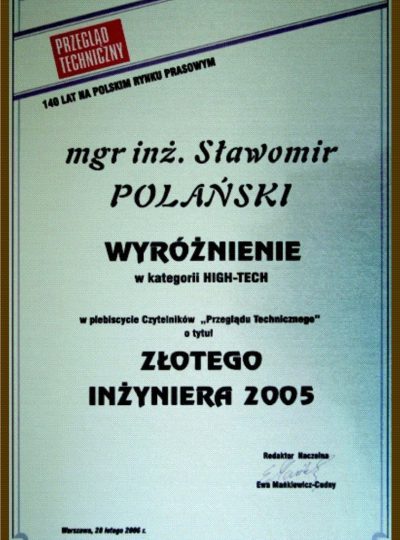 PRZEGLĄD
TECHNICZNY
140 LAT NA POLSKIM RYNKU PRASOWYM
mgr inż. Sławomir
POLAŃSKI
WYRÓŻNIENIE
w kategorii HIGH-TECH
w plebiscycie Czytelników „Przeglądu Technicznego"
o tytuł
ZŁOTEGO
INŻYNIERA 2005
Redaktor Naczelna
Ewa Mańkiewicz-Cudny
Warszawa, 28 lutego 2006 r.